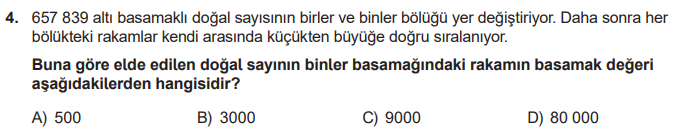 4. 657 839 altı basamaklı doğal sayısının birler ve binler bölüğü yer değiştiriyor. Daha sonra her
bölükteki rakamlar kendi arasında küçükten büyüğe doğru sıralanıyor.
Buna göre elde edilen doğal sayının binler basamağındaki rakamın basamak değeri
aşağıdakilerden hangisidir?
A) 500 B) 3000 C) 9000 D) 80 000